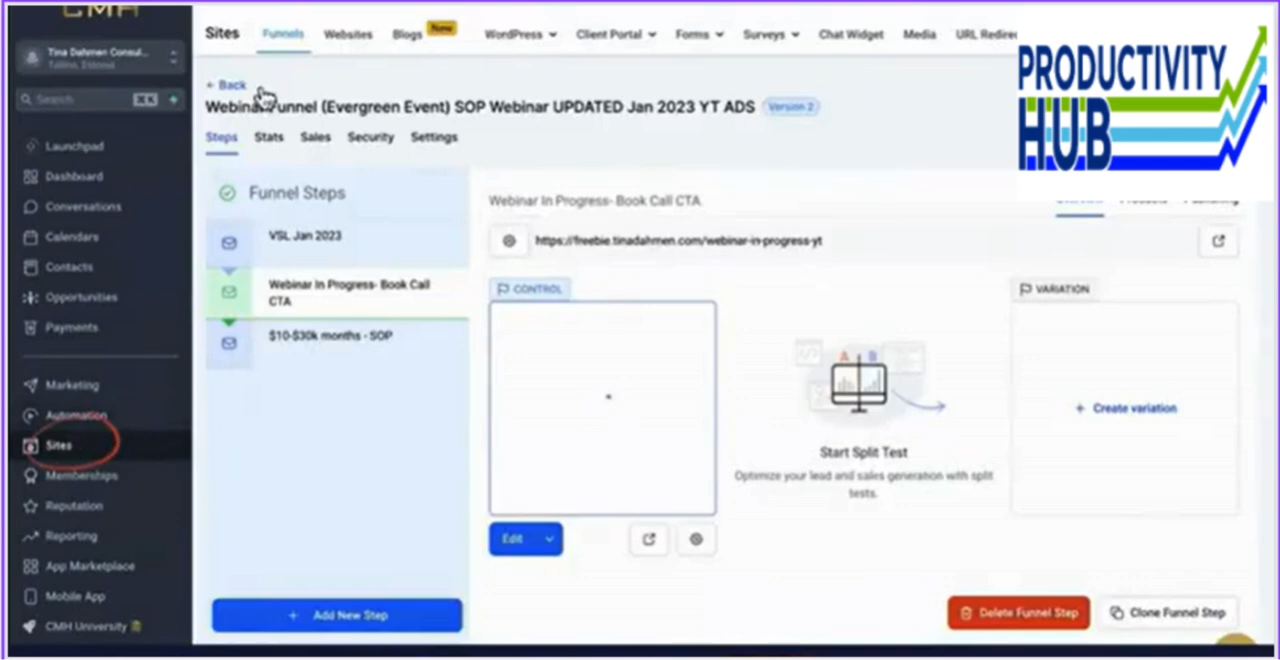 CMH
Tina Dahmen Consul...
Tallinn, Estonia
Search
Launchpad
Dashboard
Conversations
Calendars
Contacts
Opportunities
Payments
Marketing
Automation
Sites
Memberships
Reputation
Reporting
App Marketplace
Mobile App
CMH University
Sites Funnels Websites Blogs New WordPress Client Portal Forms Surveys Chat Widget Media URL Redirec
PRODUCTIVITY
HUB
← Back
Webinar Funnel (Evergreen Event) SOP Webinar UPDATED Jan 2023 YT ADS Version 2
Steps Stats Sales Security Settings
Funnel Steps
VSL Jan 2023
Webinar In Progress- Book Call
CTA
$10-$30k months - SOP
+ Add New Step
Webinar In Progress- Book Call CTA
https://freebie.tinadahmen.com/webinar-in-progress-yt
CONTROL
VARIATION
A B
Start Split Test
Optimize your lead and sales generation with split
tests.
+ Create variation
Edit
Delete Funnel Step
Clone Funnel Step